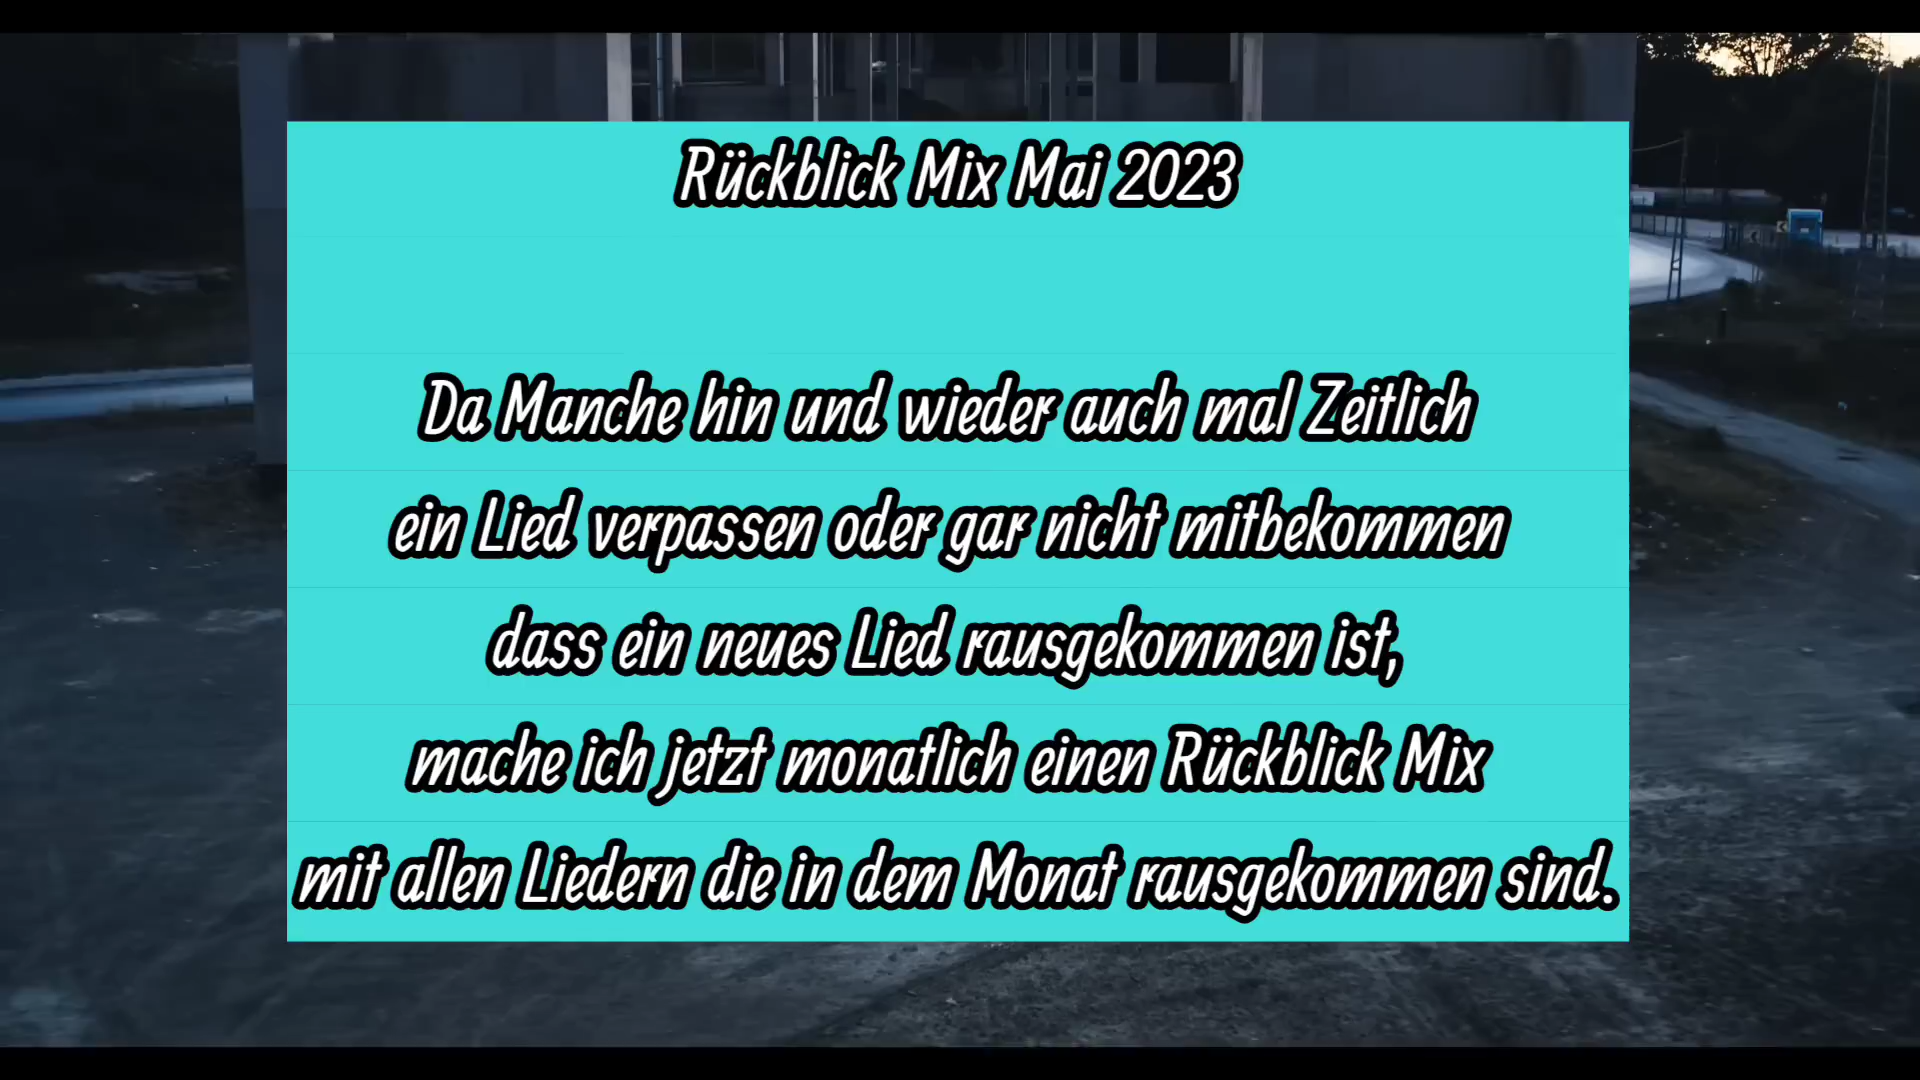 Rückblick Mix Mai 2023
Da Manche hin und wieder auch mal Zeitlich
ein Lied verpassen oder gar nicht mitbekommen
dass ein neues Lied rausgekommen ist,
mache ich jetzt monatlich einen Rückblick Mix
mit allen Liedern die in dem Monat rausgekommen sind.